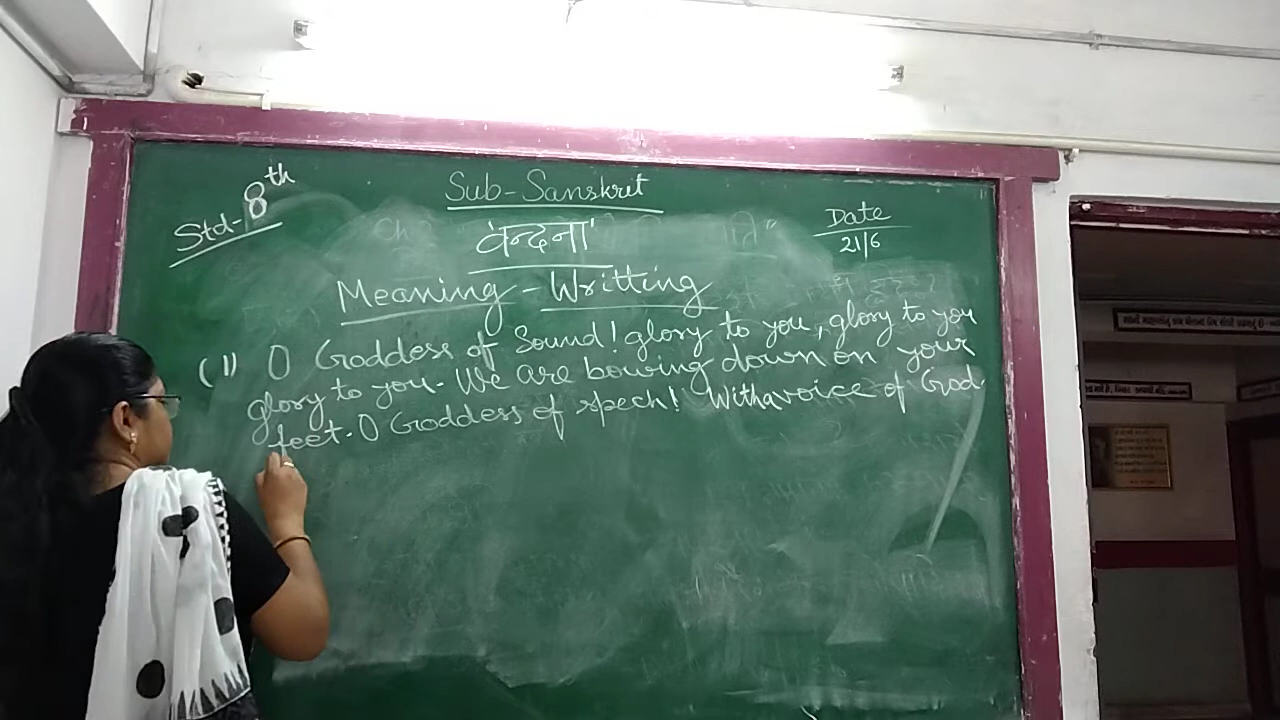 Std-8th
Sub-Sanskrit
'वन्दना'
Date
21/6
Meaning-Writting
(1) O Goddess of Sound! glory to you, glory to you
glory to you. We are bowing down on your
feet. O Goddess of spech! With a voice of God.